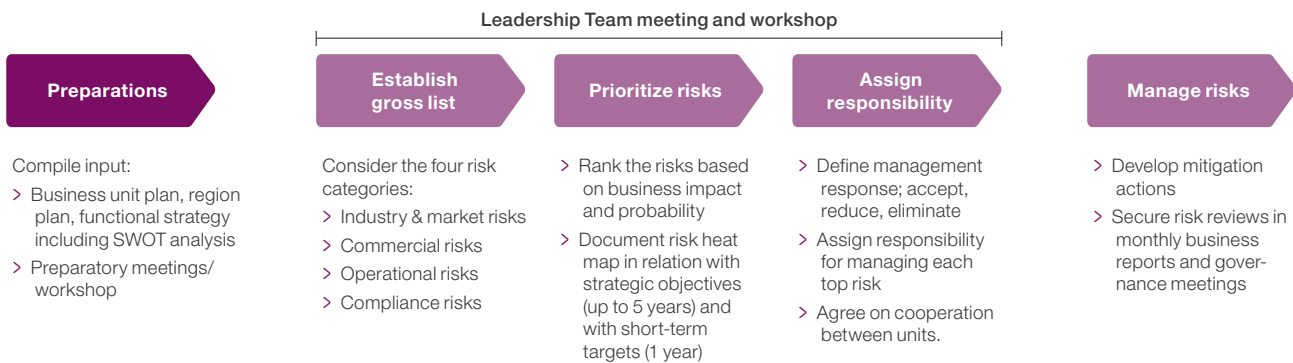 Leadership Team meeting and workshop
Preparations
Compile input:
> Business unit plan, region
plan, functional strategy
including SWOT analysis
> Preparatory meetings/
workshop
Establish
gross list
Consider the four risk
categories:
> Industry & market risks
> Commercial risks
> Operational risks
> Compliance risks
Prioritize risks
> Rank the risks based
on business impact
and probability
> Document risk heat
map in relation with
strategic objectives
(up to 5 years) and
with short-term
targets (1 year)
Assign
responsibility
> Define management
response; accept,
reduce, eliminate
> Assign responsibility
for managing each
top risk
> Agree on cooperation
between units.
Manage risks
> Develop mitigation
actions
> Secure risk reviews in
monthly business
reports and gover-
nance meetings